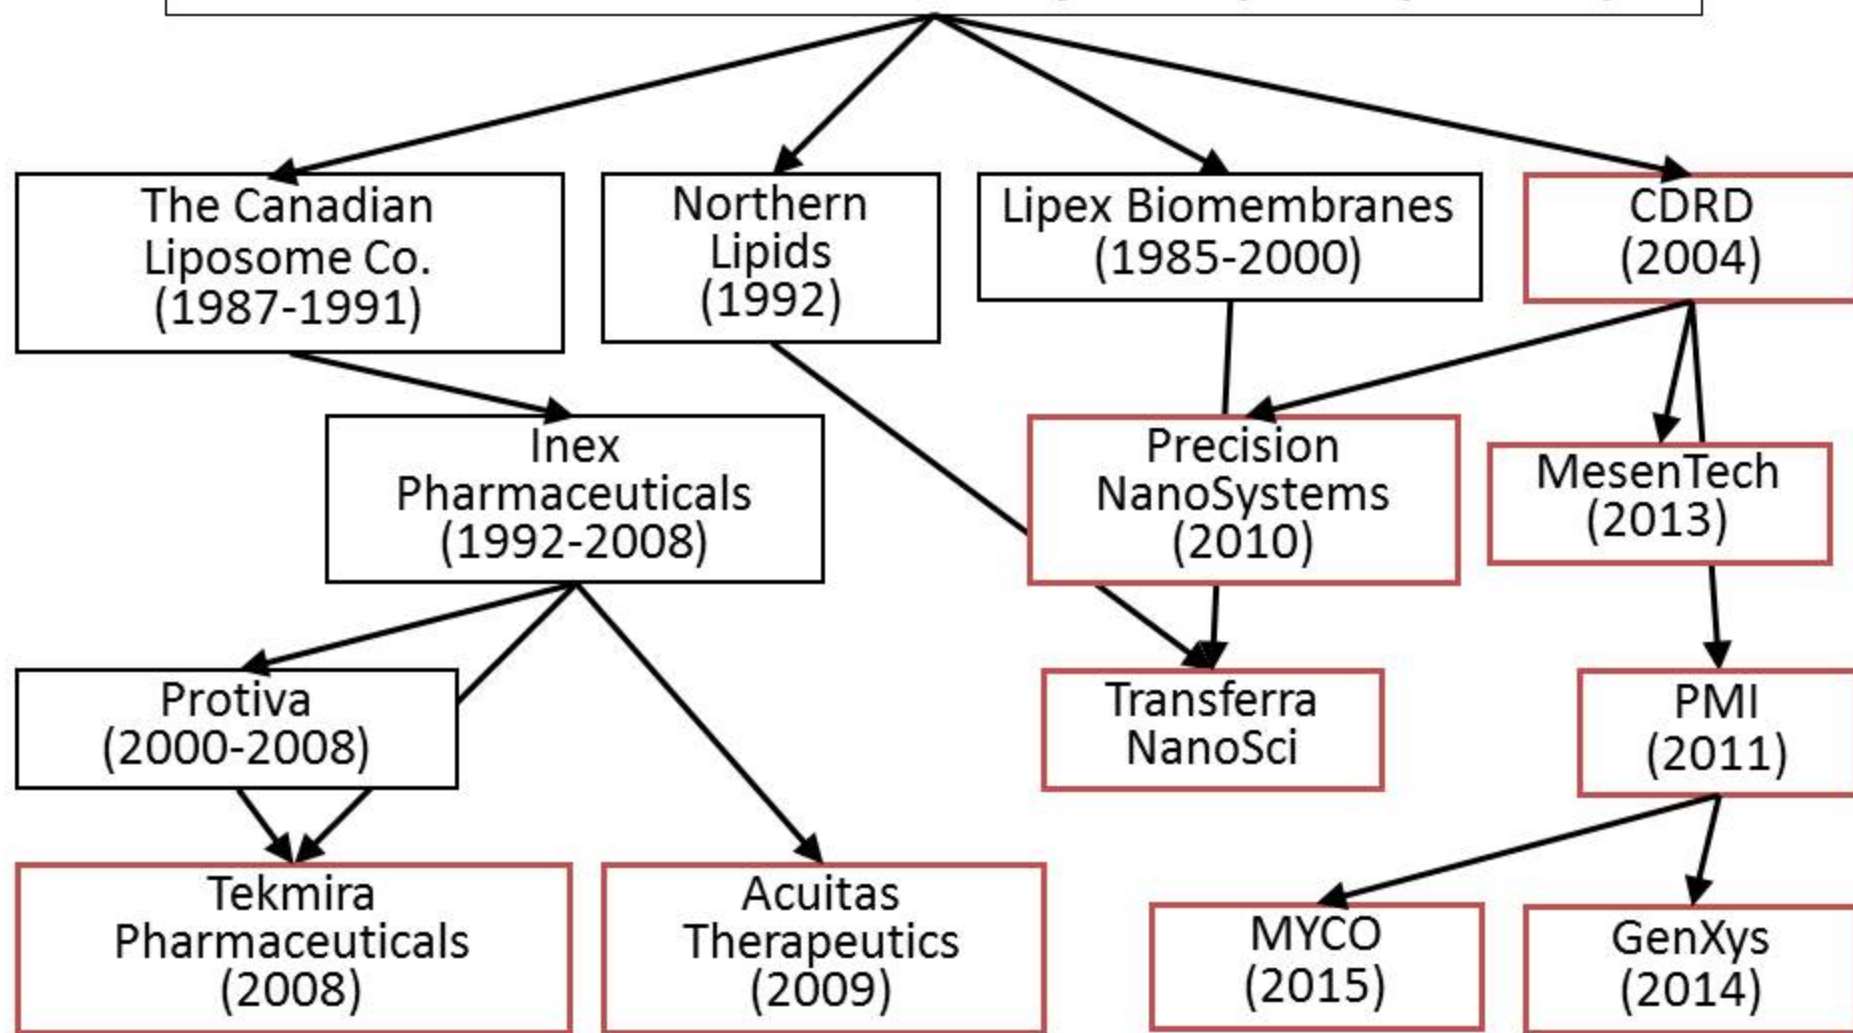 The Canadian
Liposome Co.
(1987-1991)
Northern
Lipids
(1992)
Lipex Biomembranes
(1985-2000)
CDRD
(2004)
Inex
Pharmaceuticals
(1992-2008)
Precision
NanoSystems
(2010)
MesenTech
(2013)
Protiva
(2000-2008)
Transferra
NanoSci
PMI
(2011)
Tekmira
Pharmaceuticals
(2008)
Acuitas
Therapeutics
(2009)
MYCO
(2015)
GenXys
(2014)